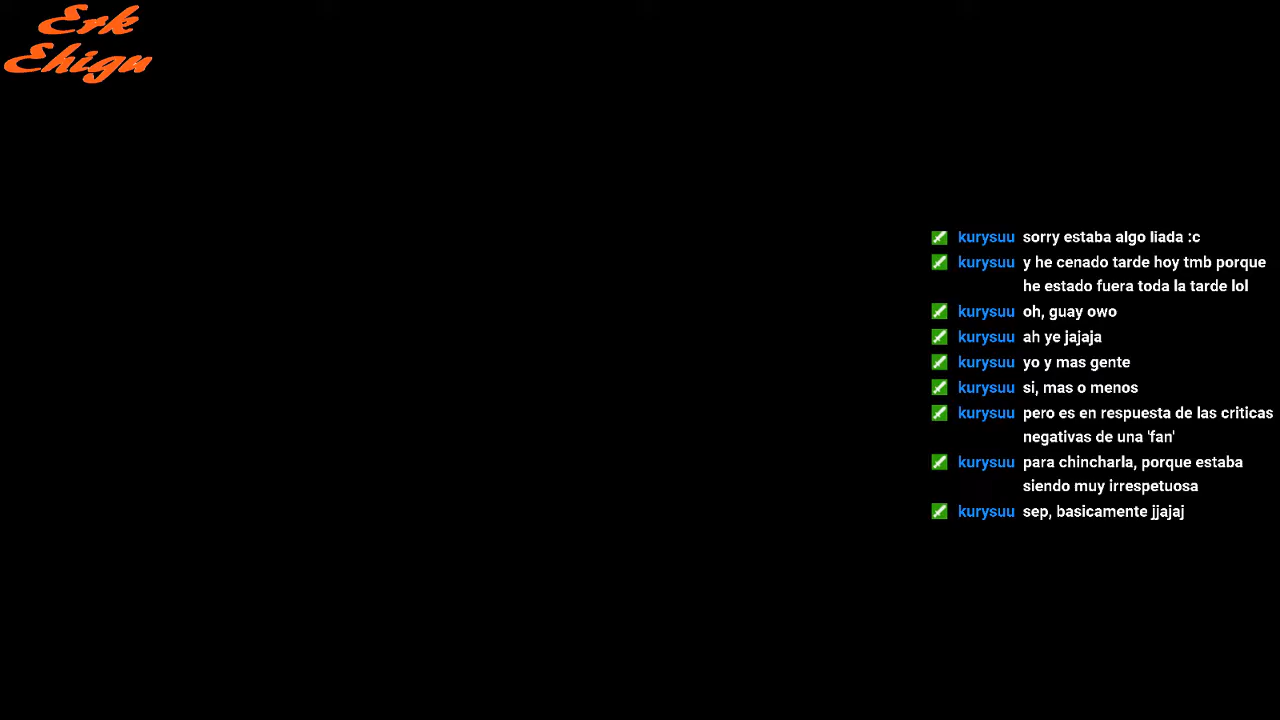 Erk
Ehigu
kurysuu sorry estaba algo liada :c
kurysuu y he cenado tarde hoy tmb porque
he estado fuera toda la tarde lol
kurysuu oh, guay owo
kurysuu ah ye jajaja
kurysuu yo y mas gente
kurysuu si, mas o menos
kurysuu pero es en respuesta de las criticas
negativas de una 'fan'
kurysuu para chincharla, porque estaba
siendo muy irrespetuosa
kurysuu sep, basicamente jjajaj